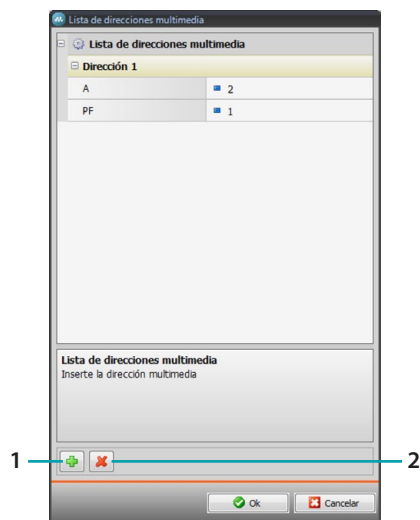 Lista de direcciones multimedia
Lista de direcciones multimedia
Dirección 1
A 2
PF 1
Lista de direcciones multimedia
Inserte la dirección multimedia
1 2
Ok Cancelar